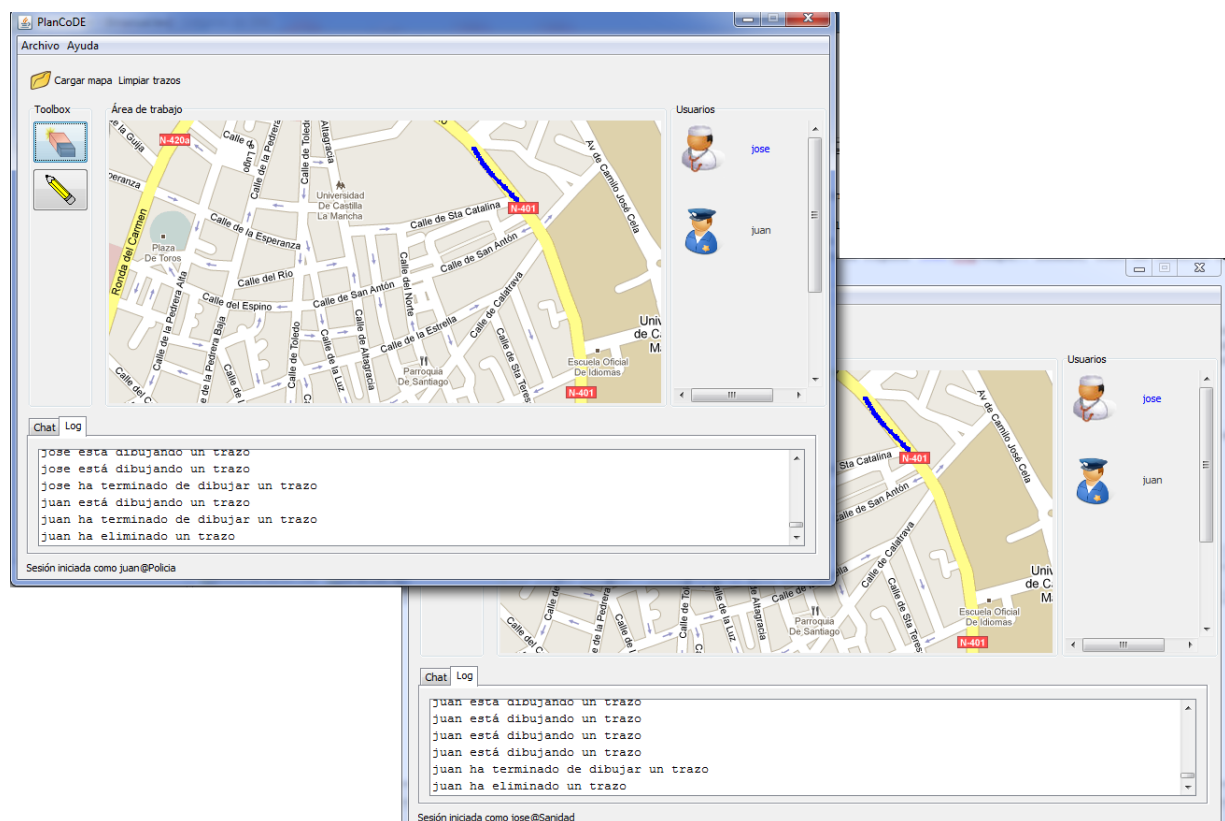 PlanCoDE
Archivo Ayuda
Cargar mapa Limpiar trazos
Toolbox
Área de trabajo
Usuarios
N-420a
Calle de Lugo
Calle de la Pedrera
Calle de Toledo
Altagracia
Universidad
De Castilla
La Mancha
Calle de Sta Catalina
N-401
Av de Camilo José Cela
Calle de la Esperanza
Plaza
De Toros
Ronda del Carmen
Calle de San Antón
Calle del Río
Calle del Norte
Calle de Calatrava
Calle del Espino
Calle de San Antón
Calle de la Pedrera Alta
Calle de la Pedrera Baja
Calle de Toledo
Calle de la Luz
Calle de Altagracia
Calle de la Estrella
Parroquia
De Santiago
Calle de Sta Teres
Univ
de C
M
Escuela Oficial
De Idiomas
N-401
jose
juan
Chat Log
jose está dibujando un trazo
jose está dibujando un trazo
jose ha terminado de dibujar un trazo
juan está dibujando un trazo
juan ha terminado de dibujar un trazo
juan ha eliminado un trazo
Sesión iniciada como juan@Policia
Usuarios
jose
juan
Av de Camilo José Cela
Sta Catalina
N-401
alle de San Antón
Calle de Calatrava
Calle de
Altagracia
Calle de la Luz
Parroquia
De Santiago
Calle de Sta Teres
Univ
de C
M
Escuela Oficial
De Idiomas
N-401
Chat Log
juan está dibujando un trazo
juan está dibujando un trazo
juan está dibujando un trazo
juan está dibujando un trazo
juan ha terminado de dibujar un trazo
juan ha eliminado un trazo
Sesión iniciada como jose@Sanidad